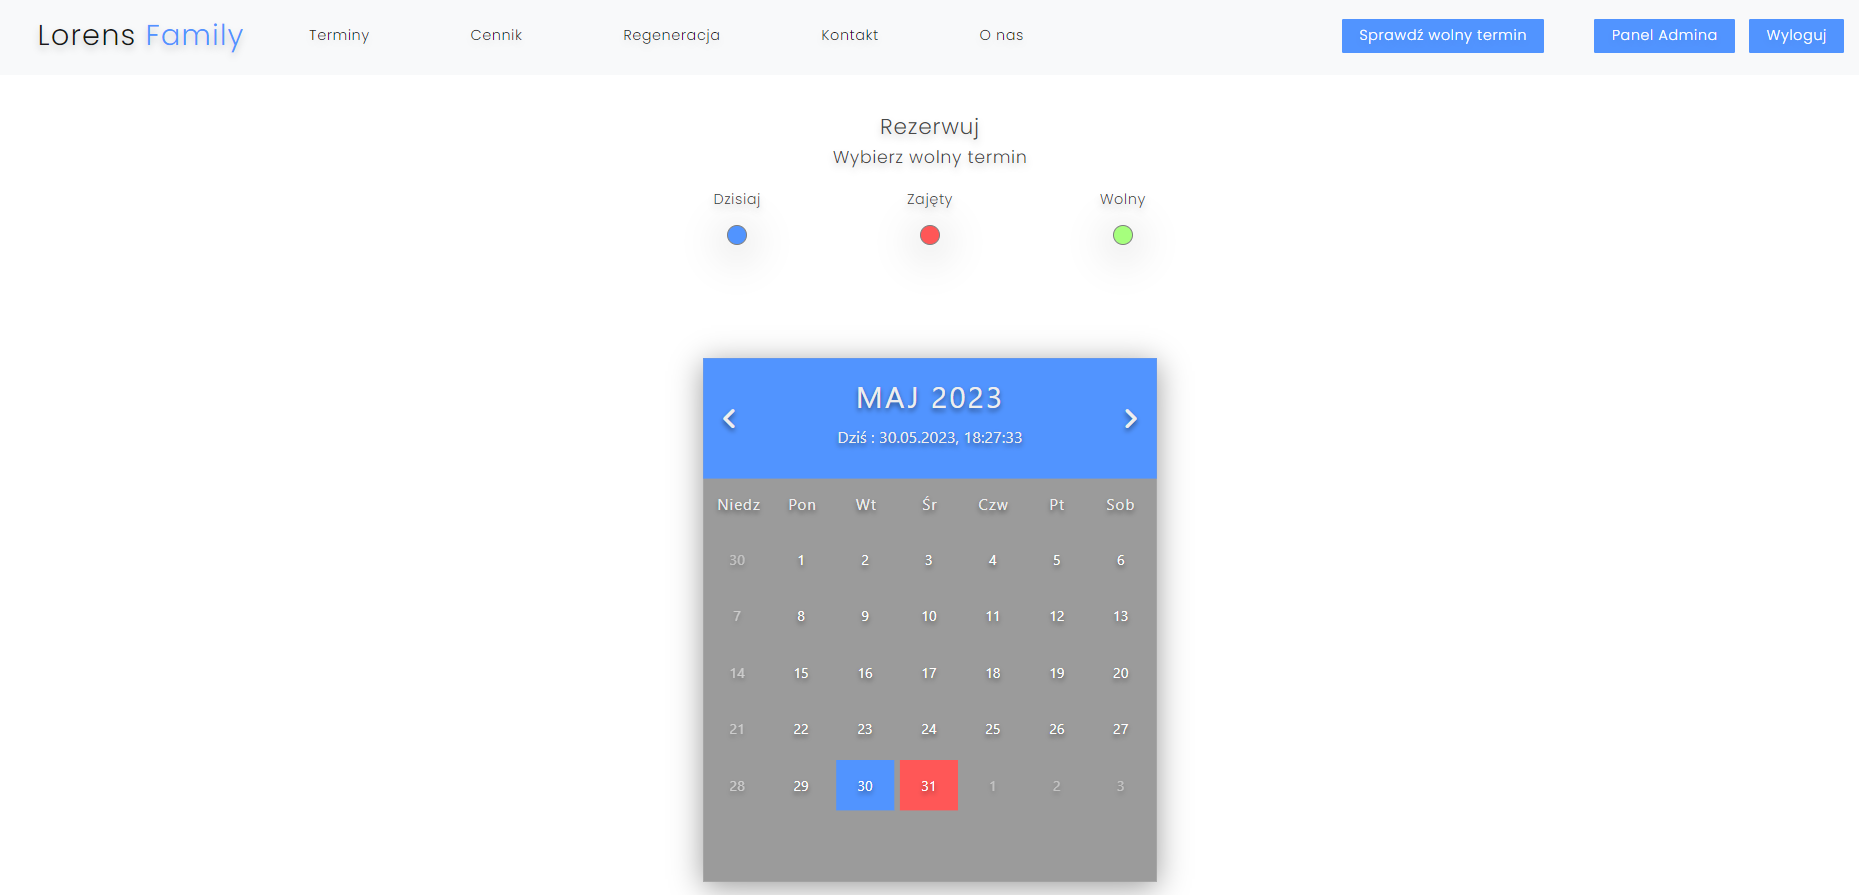 Lorens Family Terminy Cennik Regeneracja Kontakt O nas Sprawdź wolny termin Panel Admina Wyloguj
Rezerwuj
Wybierz wolny termin
Dzisiaj Zajęty Wolny
MAJ 2023
Dziś : 30.05.2023, 18:27:33
Niedz Pon Wt Śr Czw Pt Sob
30 1 2 3 4 5 6
7 8 9 10 11 12 13
14 15 16 17 18 19 20
21 22 23 24 25 26 27
28 29 30 31 1 2 3